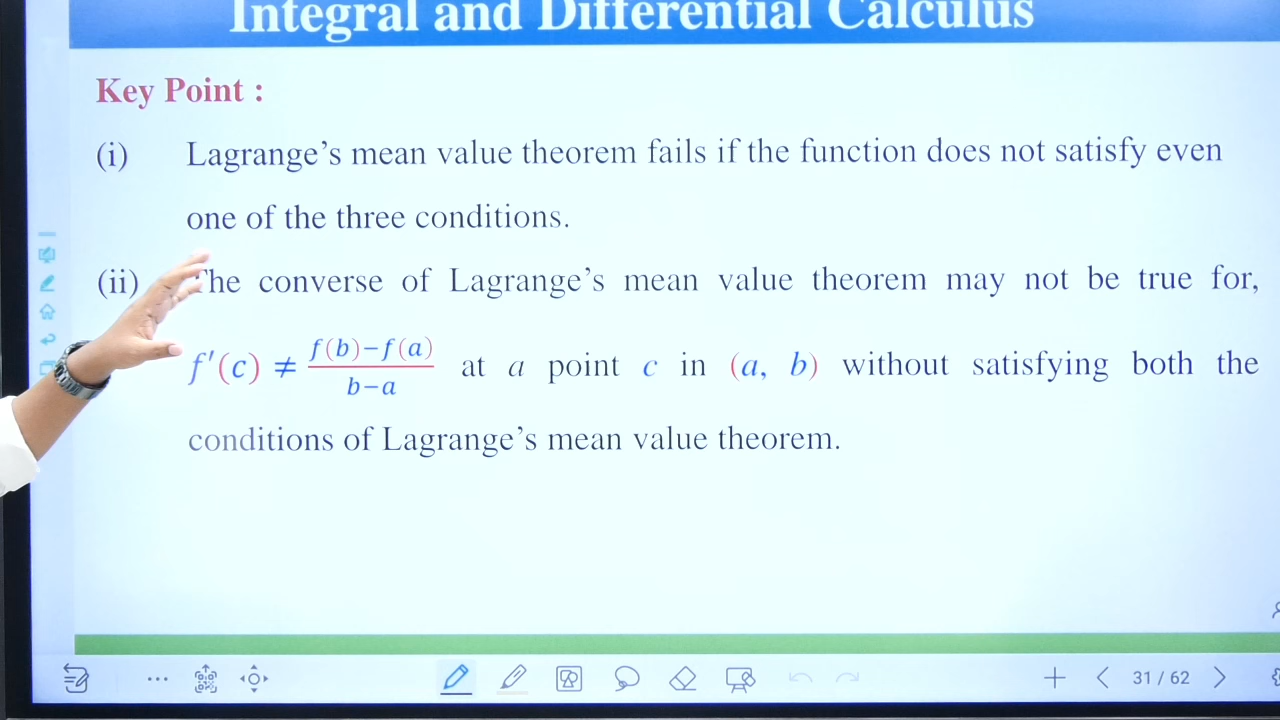 Integral and Differential Calculus
Key Point :
(i) Lagrange's mean value theorem fails if the function does not satisfy even
one of the three conditions.
(ii) The converse of Lagrange's mean value theorem may not be true for,
f′(c) ≠ f(b)−f(a) / b−a at a point c in (a, b) without satisfying both the
conditions of Lagrange's mean value theorem.
31 / 62